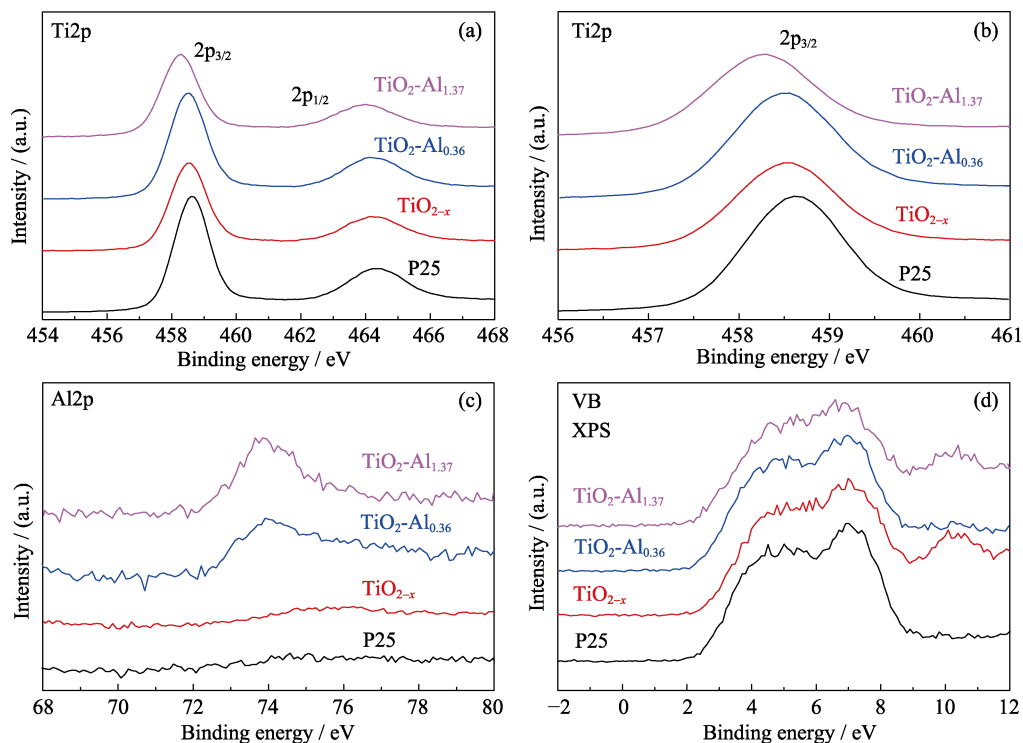 Ti2p
(a)
2p3/2
2p1/2
TiO2-Al1.37
TiO2-Al0.36
TiO2-x
P25
Intensity / (a.u.)
454 456 458 460 462 464 466 468
Binding energy / eV
Ti2p
(b)
2p3/2
TiO2-Al1.37
TiO2-Al0.36
TiO2-x
P25
Intensity / (a.u.)
456 457 458 459 460 461
Binding energy / eV
Al2p
(c)
TiO2-Al1.37
TiO2-Al0.36
TiO2-x
P25
Intensity / (a.u.)
68 70 72 74 76 78 80
Binding energy / eV
VB
XPS
(d)
TiO2-Al1.37
TiO2-Al0.36
TiO2-x
P25
Intensity / (a.u.)
−2 0 2 4 6 8 10 12
Binding energy / eV